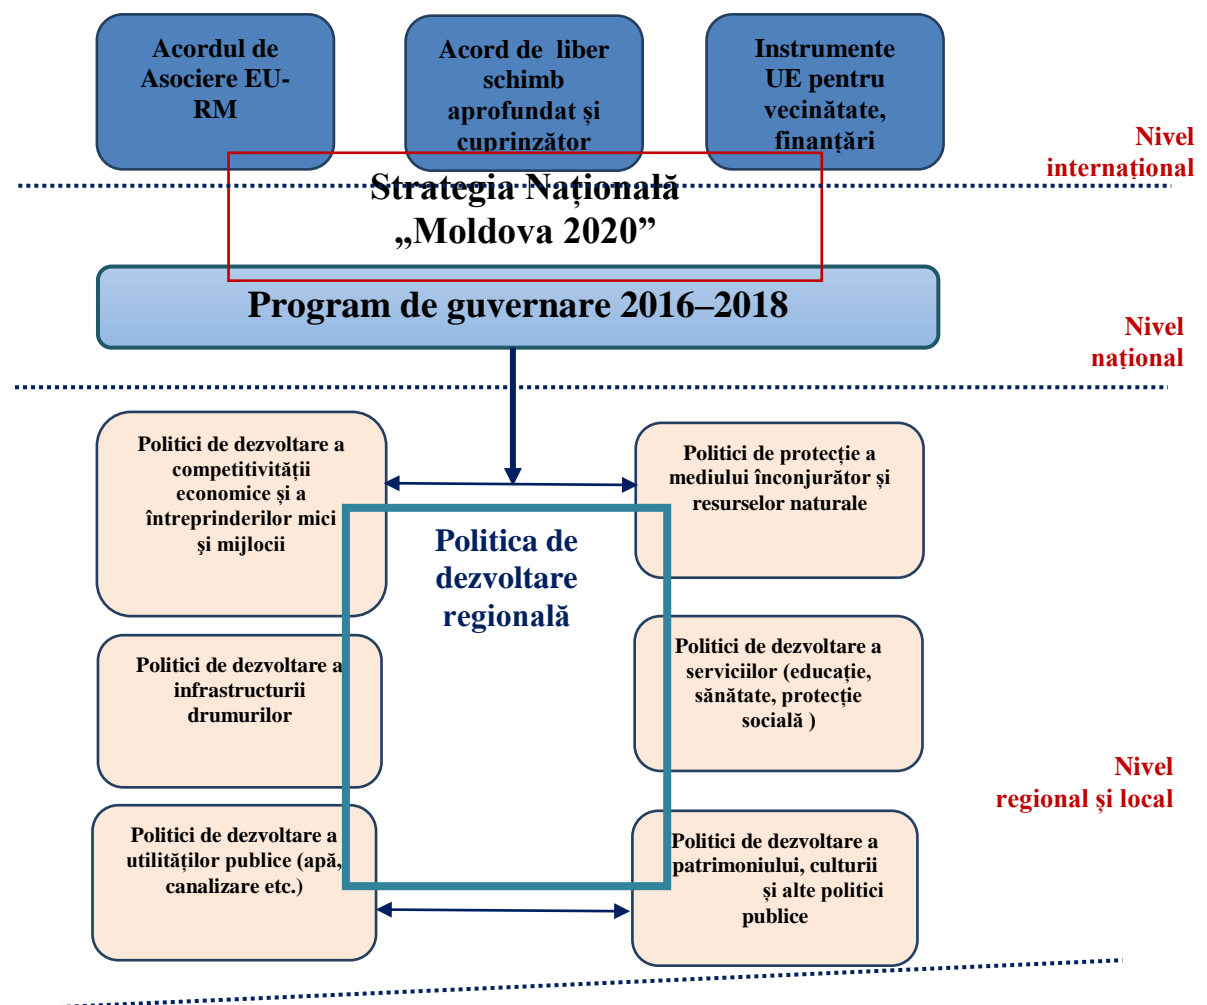 Acordul de
Asociere EU-
RM
Acord de liber
schimb
aprofundat și
cuprinzător
Instrumente
UE pentru
vecinătate,
finanțări
Nivel
internațional
Strategia Națională
„Moldova 2020”
Program de guvernare 2016–2018
Nivel
național
Politici de dezvoltare a
competitivității
economice și a
întreprinderilor mici
şi mijlocii
Politici de protecție a
mediului înconjurător și
resurselor naturale
Politica de
dezvoltare
regională
Politici de dezvoltare a
infrastructurii
drumurilor
Politici de dezvoltare a
serviciilor (educație,
sănătate, protecție
socială )
Nivel
regional și local
Politici de dezvoltare a
utilităților publice (apă,
canalizare etc.)
Politici de dezvoltare a
patrimoniului, culturii
și alte politici
publice